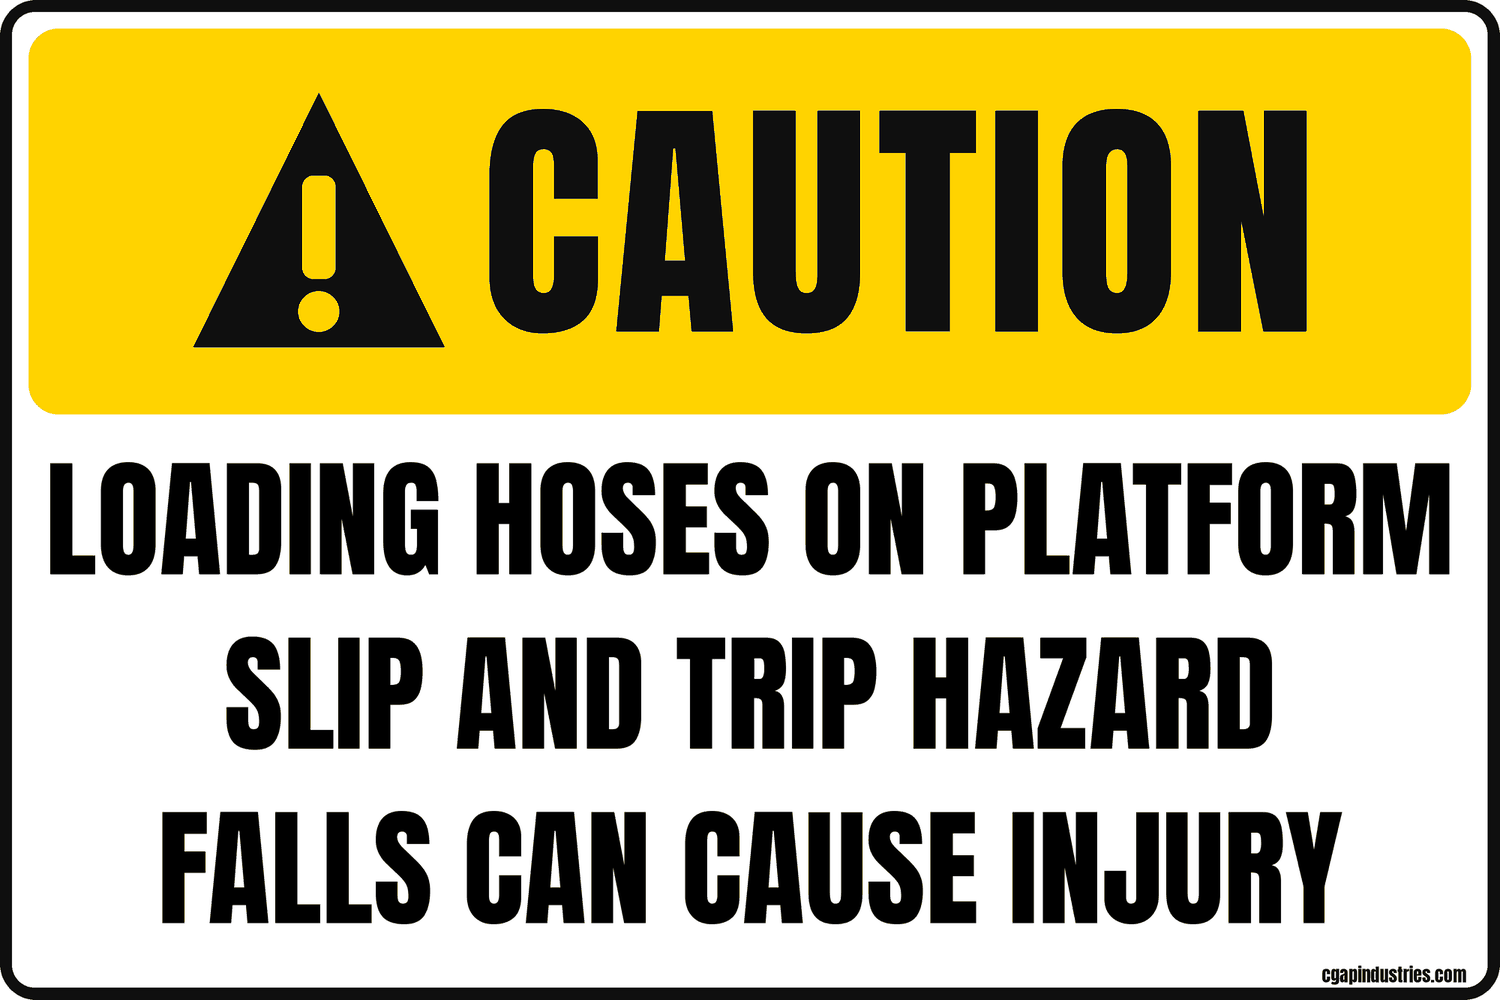 CAUTION
LOADING HOSES ON PLATFORM
SLIP AND TRIP HAZARD
FALLS CAN CAUSE INJURY
cgapindustries.com